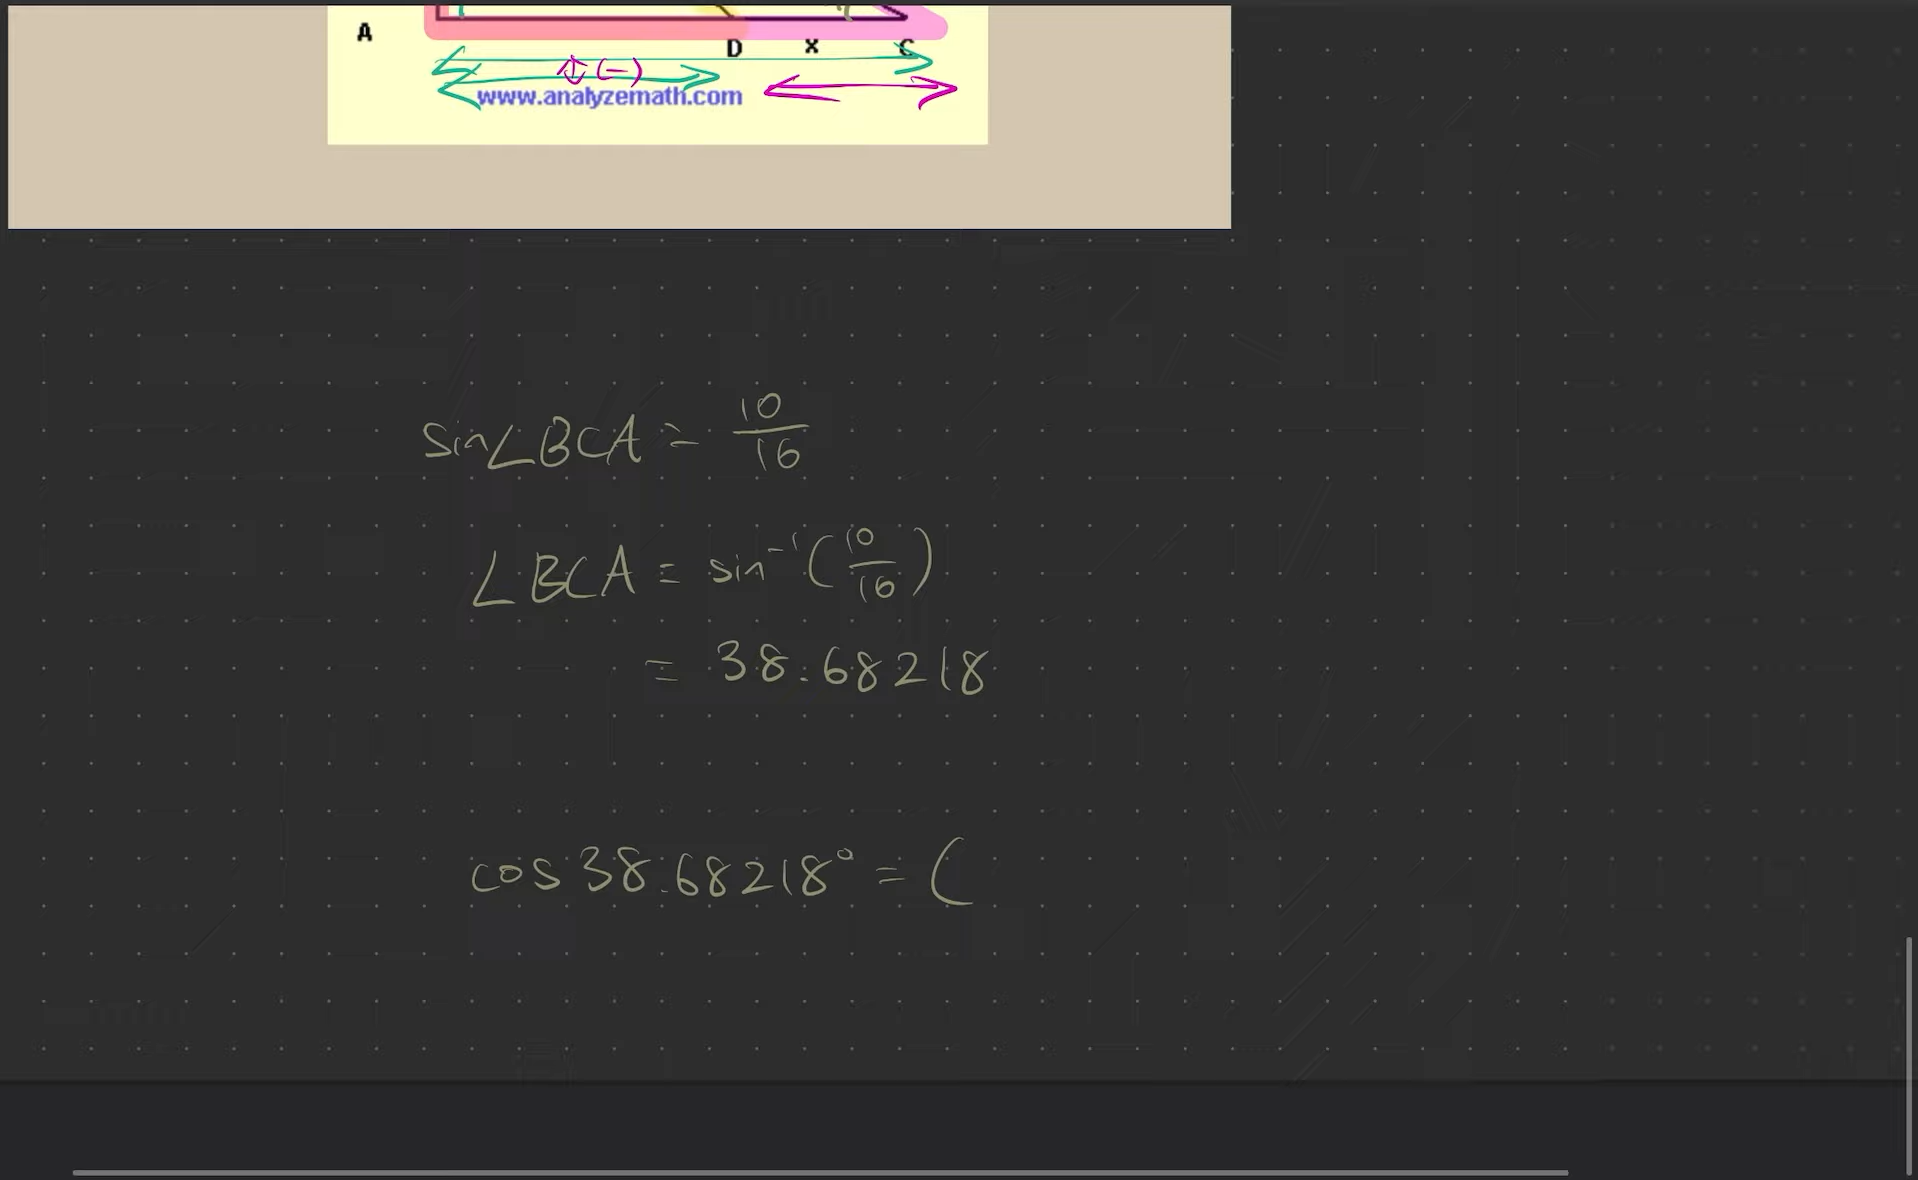 A
D x C
(-)
www.analyzemath.com
sin∠BCA = 10/16
∠BCA = sin⁻¹(10/16)
= 38.68218
cos 38.68218° = (